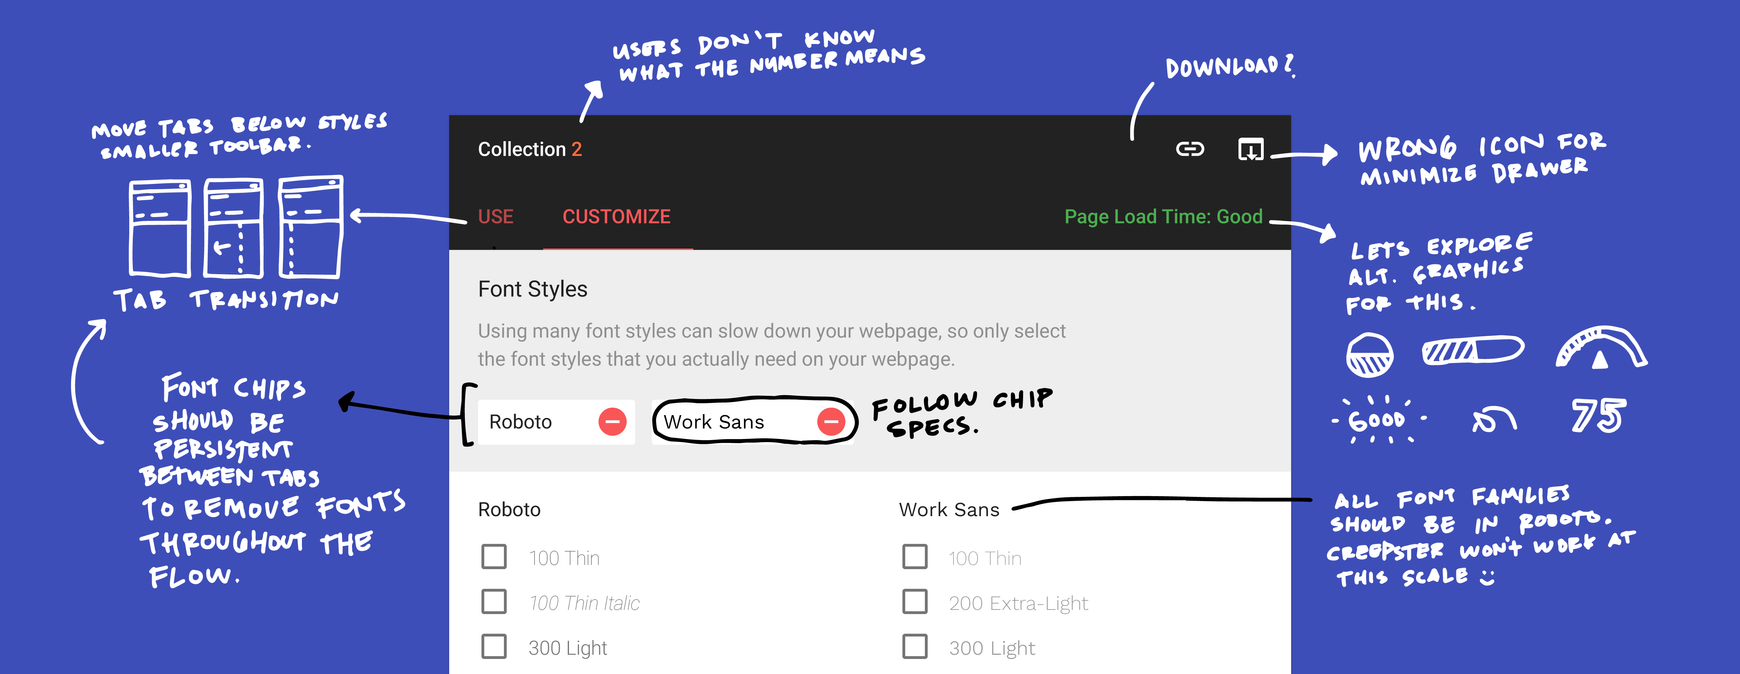 USERS DON'T KNOW
WHAT THE NUMBER MEANS
DOWNLOAD?
MOVE TABS BELOW STYLES
SMALLER TOOLBAR.
TAB TRANSITION
FONT CHIPS
SHOULD BE
PERSISTENT
BETWEEN TABS
TO REMOVE FONTS
THROUGHOUT THE
FLOW.
Collection 2
USE
CUSTOMIZE
Page Load Time: Good
Font Styles
Using many font styles can slow down your webpage, so only select
the font styles that you actually need on your webpage.
Roboto
Work Sans
FOLLOW CHIP
SPECS.
Roboto
100 Thin
100 Thin Italic
300 Light
Work Sans
100 Thin
200 Extra-Light
300 Light
WRONG ICON FOR
MINIMIZE DRAWER
LETS EXPLORE
ALT. GRAPHICS
FOR THIS.
GOOD
75
ALL FONT FAMILIES
SHOULD BE IN ROBOTO.
CREEPSTER WON'T WORK AT
THIS SCALE